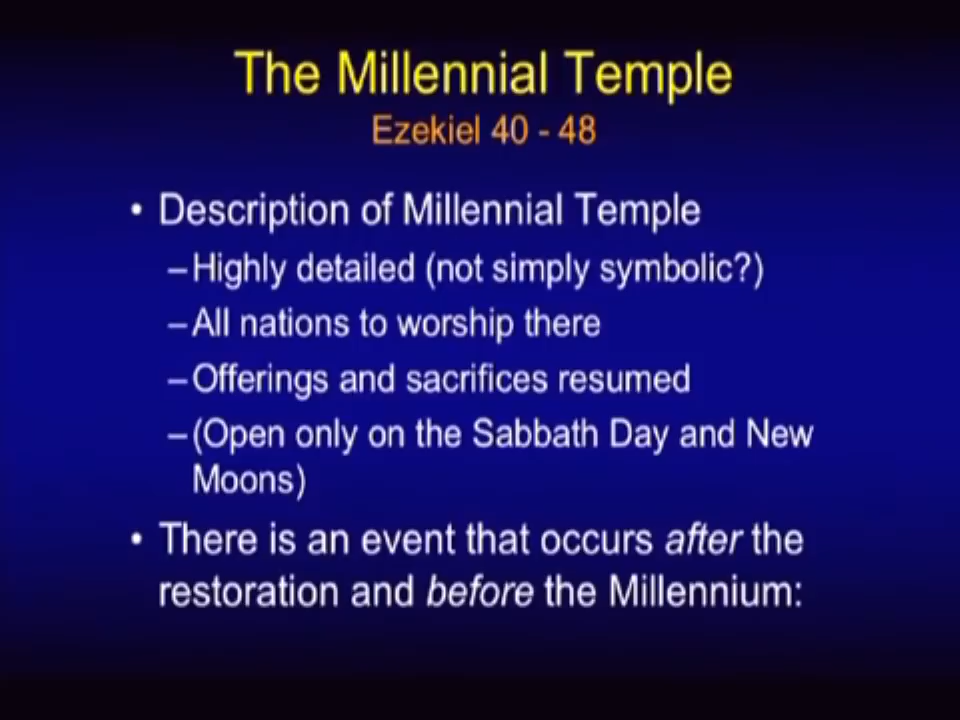 The Millennial Temple
Ezekiel 40 - 48
• Description of Millennial Temple
–Highly detailed (not simply symbolic?)
–All nations to worship there
–Offerings and sacrifices resumed
–(Open only on the Sabbath Day and New
Moons)
• There is an event that occurs after the
restoration and before the Millennium: